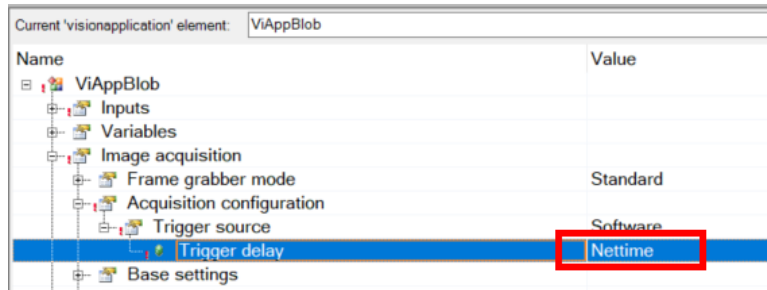 Current 'visionapplication' element: ViAppBlob
Name Value
ViAppBlob
Inputs
Variables
Image acquisition
Frame grabber mode Standard
Acquisition configuration
Trigger source Software
Trigger delay Nettime
Base settings